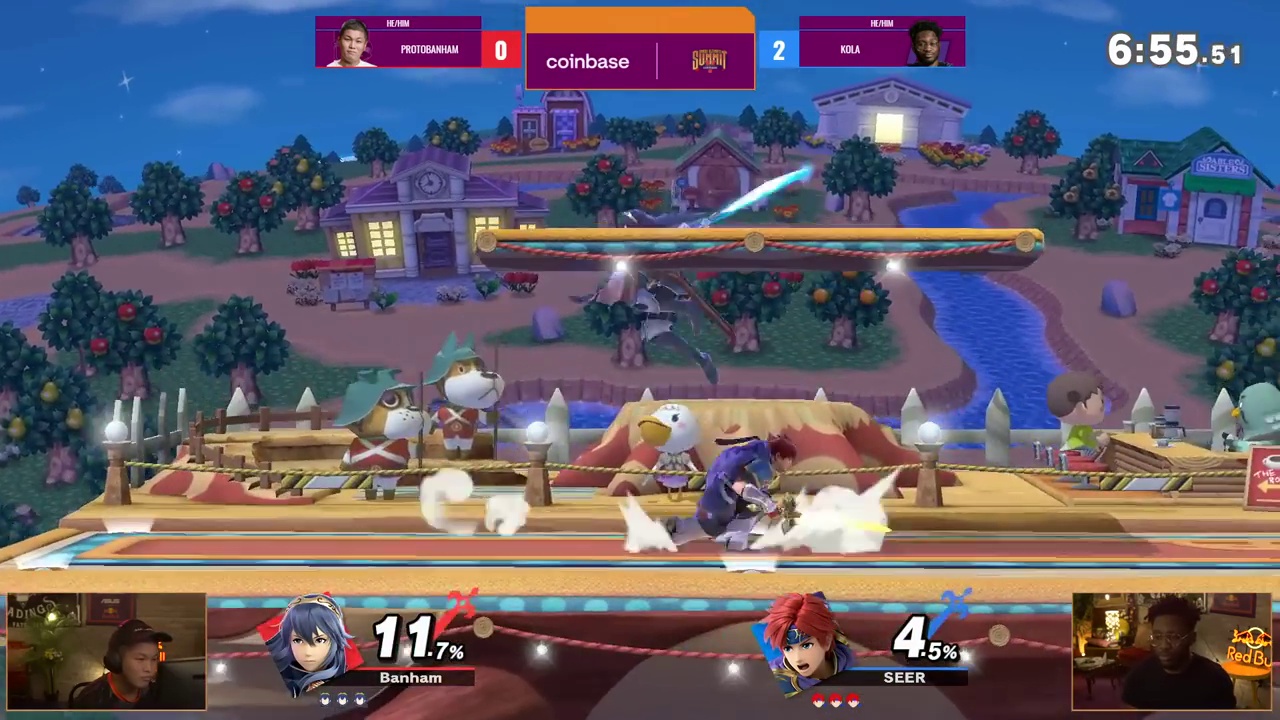 HE/HIM
PROTOBANHAM
0
coinbase
SUMMIT
2
HE/HIM
KOLA
6:55.51
ABLE SISTERS
THE
11.7%
Banham
4.5%
SEER
Red Bu